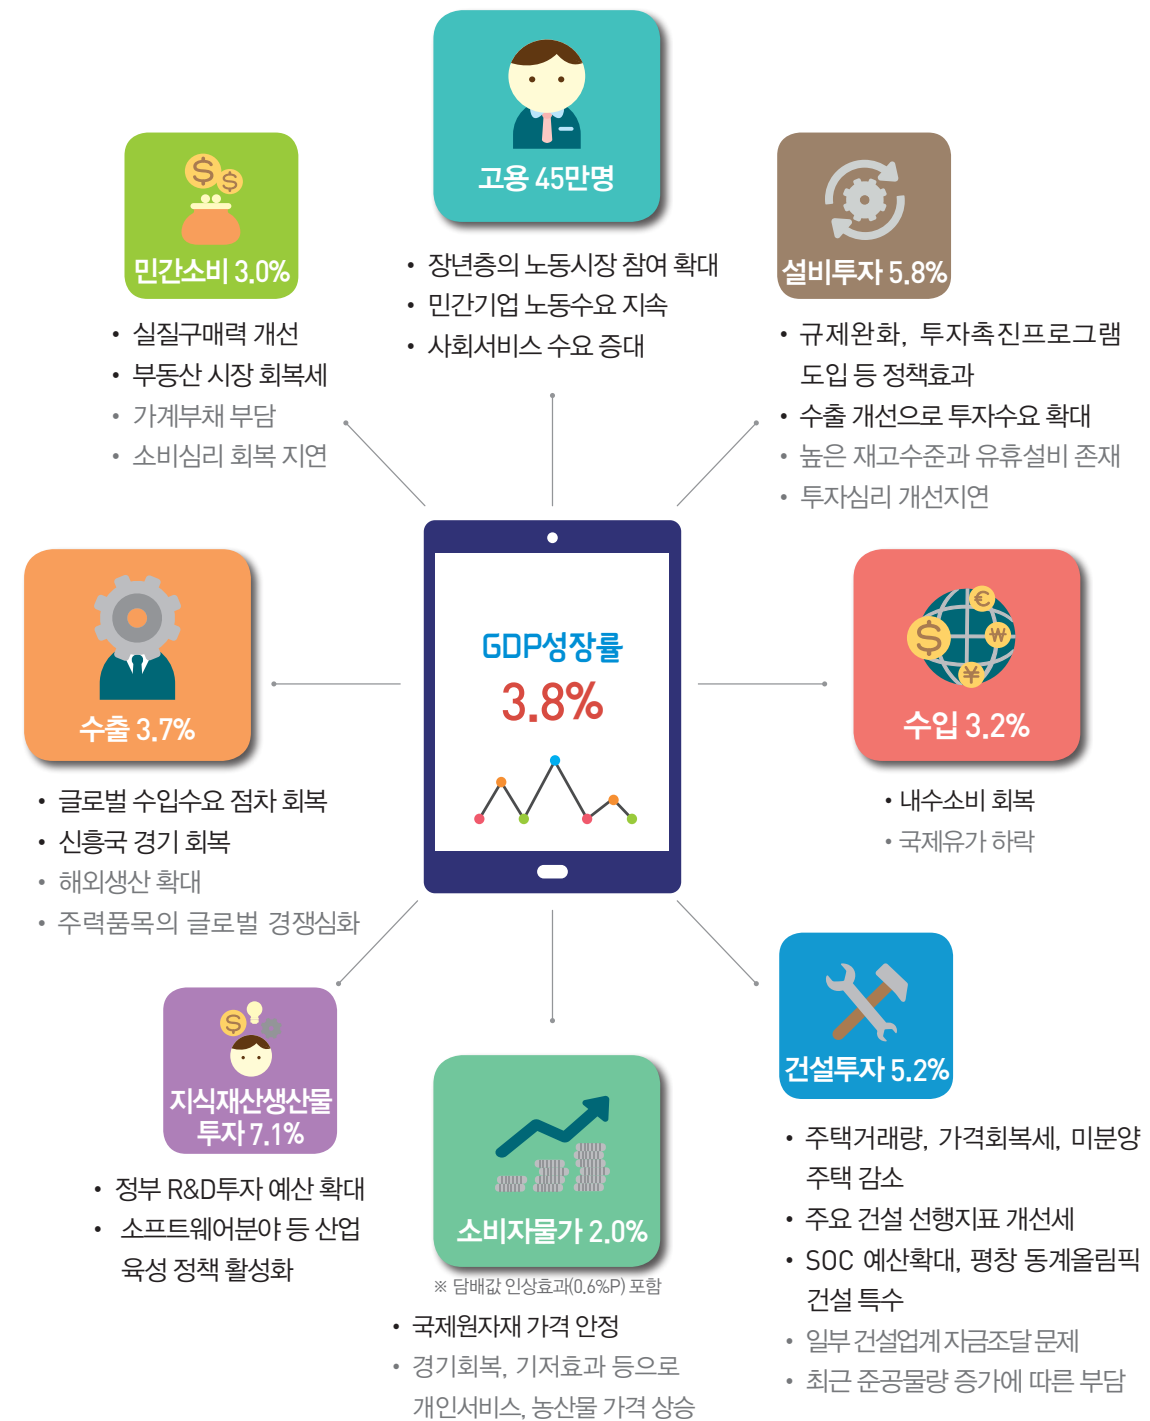 고용 45만명
• 장년층의 노동시장 참여 확대
• 민간기업 노동수요 지속
• 사회서비스 수요 증대
민간소비 3.0%
• 실질구매력 개선
• 부동산 시장 회복세
• 가계부채 부담
• 소비심리 회복 지연
설비투자 5.8%
• 규제완화, 투자촉진프로그램
도입 등 정책효과
• 수출 개선으로 투자수요 확대
• 높은 재고수준과 유휴설비 존재
• 투자심리 개선지연
GDP성장률
3.8%
수출 3.7%
• 글로벌 수입수요 점차 회복
• 신흥국 경기 회복
• 해외생산 확대
• 주력품목의 글로벌 경쟁심화
수입 3.2%
• 내수소비 회복
• 국제유가 하락
지식재산생산물
투자 7.1%
• 정부 R&D투자 예산 확대
• 소프트웨어분야 등 산업
육성 정책 활성화
소비자물가 2.0%
※ 담배값 인상효과(0.6%P) 포함
• 국제원자재 가격 안정
• 경기회복, 기저효과 등으로
개인서비스, 농산물 가격 상승
건설투자 5.2%
• 주택거래량, 가격회복세, 미분양
주택 감소
• 주요 건설 선행지표 개선세
• SOC 예산확대, 평창 동계올림픽
건설 특수
• 일부 건설업계 자금조달 문제
• 최근 준공물량 증가에 따른 부담